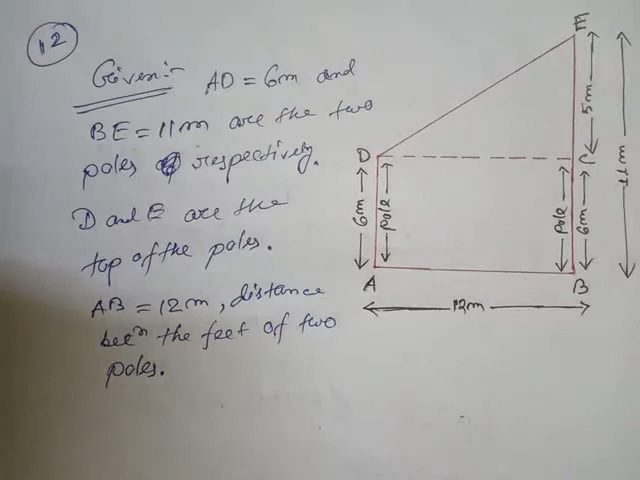 12
Given:- AD = 6m and
BE = 11m are the two
poles respectively.
D and E are the
top of the poles.
AB = 12m, distance
bee'n the feet of two
poles.
E
D
C
A
B
6m
Pole
Pole
6m
5m
11m
12m